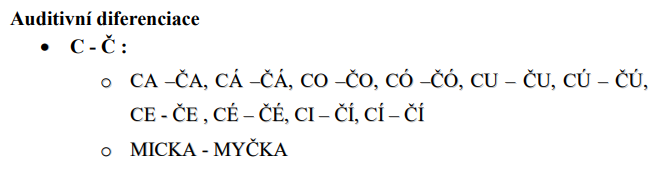 Auditivní diferenciace
• C - Č :
o CA –ČA, CÁ –ČÁ, CO –ČO, CÓ –ČÓ, CU – ČU, CÚ – ČÚ,
CE - ČE , CÉ – ČÉ, CI – ČÍ, CÍ – ČÍ
o MICKA - MYČKA